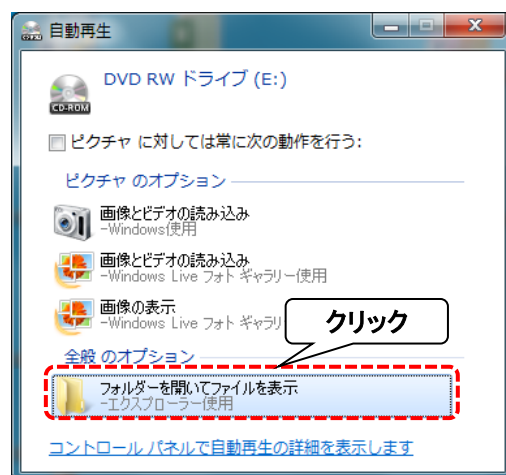 自動再生
DVD RW ドライブ (E:)
CD-ROM
ピクチャ に対しては常に次の動作を行う:
ピクチャ のオプション
画像とビデオの読み込み
-Windows使用
画像とビデオの読み込み
-Windows Live フォト ギャラリー使用
画像の表示
-Windows Live フォト ギャラリ
クリック
全般 のオプション
フォルダーを開いてファイルを表示
-エクスプローラー使用
コントロール パネルで自動再生の詳細を表示します